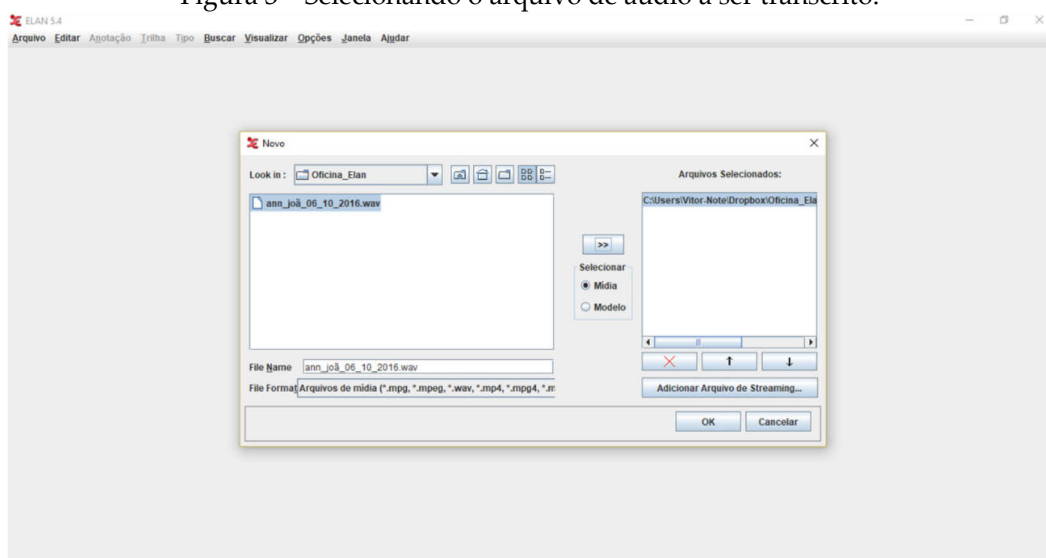 Figura 3 – Selecionando o arquivo de áudio a ser transcrito.
ELAN 5.4
Arquivo Editar Anotação Trilha Tipo Buscar Visualizar Opções Janela Ajudar
Novo
Look in : Oficina_Elan
Arquivos Selecionados:
ann_joã_06_10_2016.wav
C:\Users\Vitor-Note\Dropbox\Oficina_Ela
>>
Selecionar
Mídia
Modelo
File Name ann_joã_06_10_2016.wav
File Format Arquivos de mídia (*.mpg, *.mpeg, *.wav, *.mp4, *.mpg4, *.m
Adicionar Arquivo de Streaming...
OK Cancelar